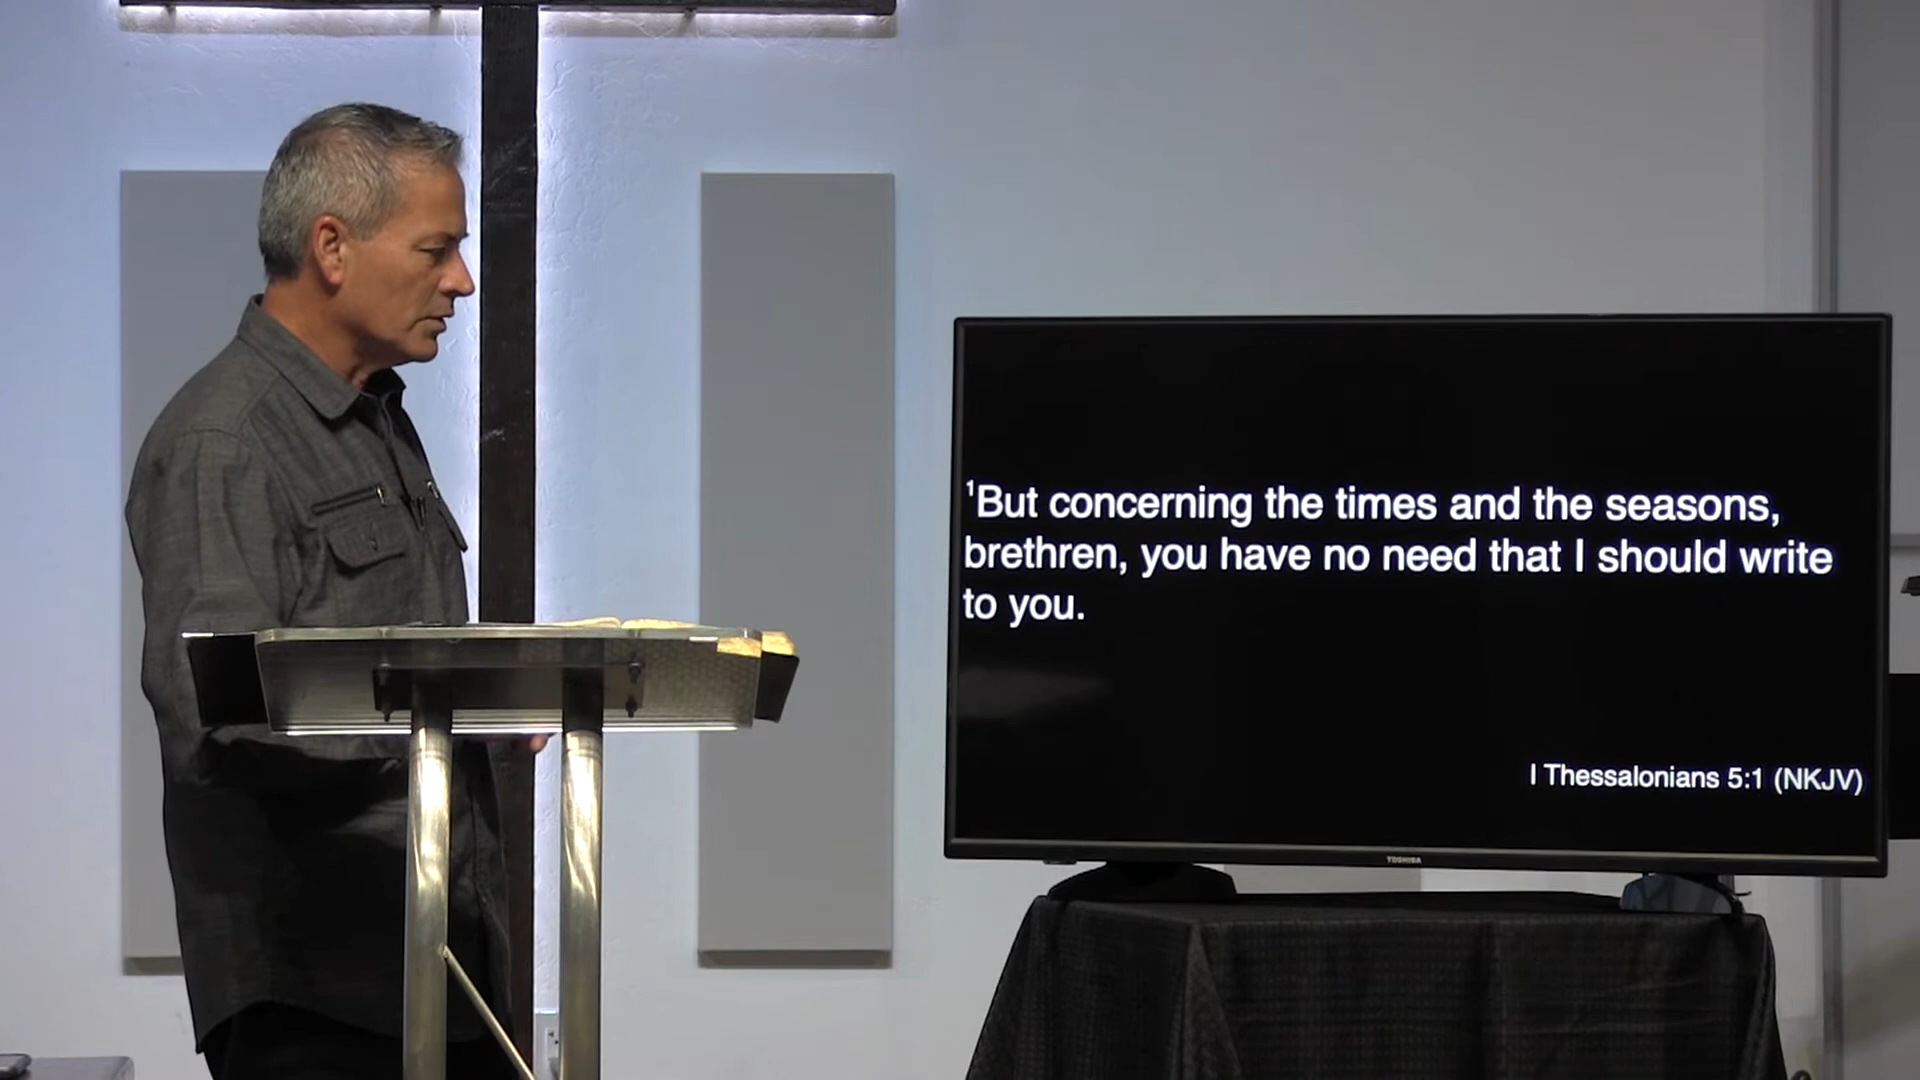 ¹But concerning the times and the seasons,
brethren, you have no need that I should write
to you.
I Thessalonians 5:1 (NKJV)
TOSHIBA